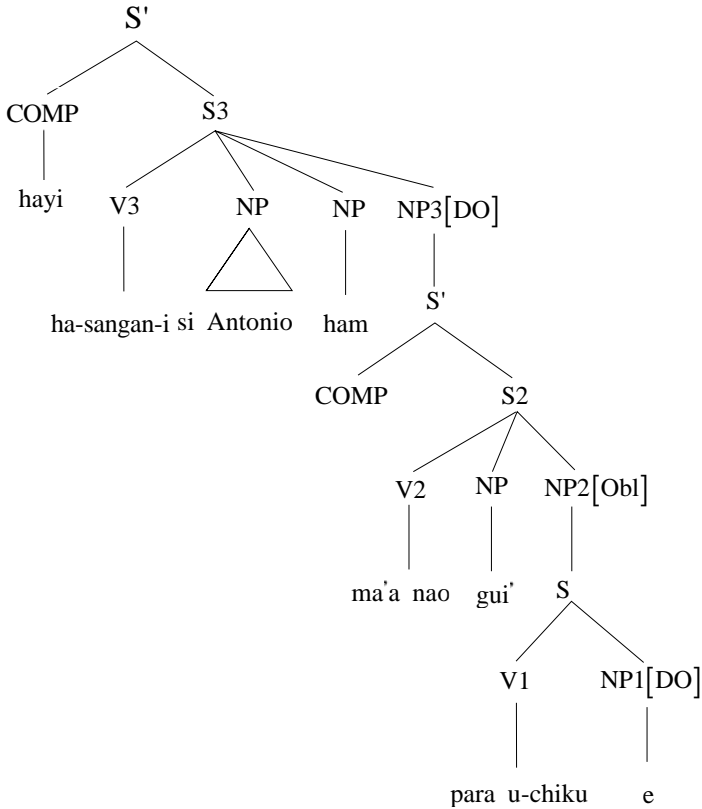 S'
COMP S3
hayi V3 NP NP NP3[DO]
ha-sangan-i si Antonio ham S'
COMP S2
V2 NP NP2[Obl]
ma'a nao gui' S
V1 NP1[DO]
para u-chiku e